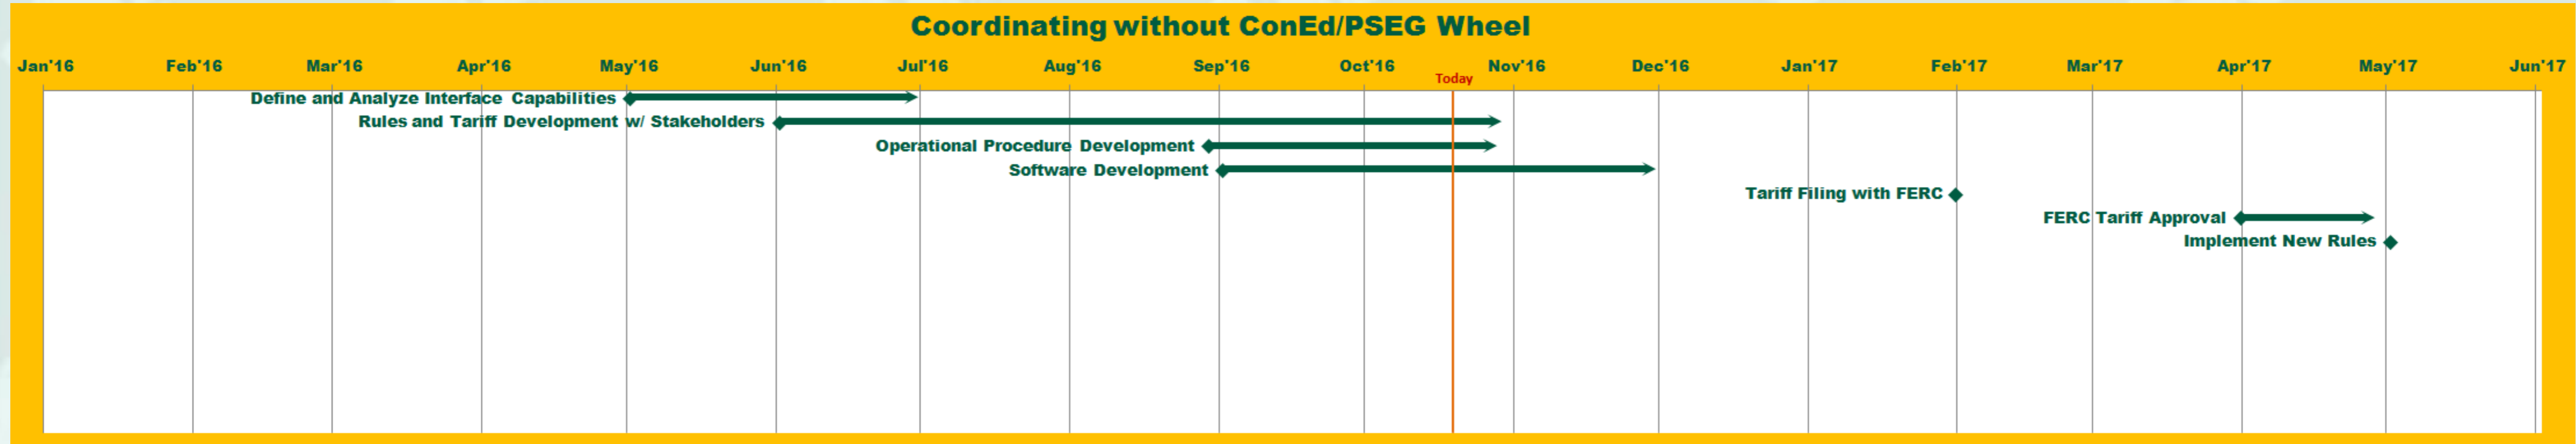 Coordinating without ConEd/PSEG Wheel
Jan'16 Feb'16 Mar'16 Apr'16 May'16 Jun'16 Jul'16 Aug'16 Sep'16 Oct'16 Nov'16 Dec'16 Jan'17 Feb'17 Mar'17 Apr'17 May'17 Jun'17
Today
Define and Analyze Interface Capabilities
Rules and Tariff Development w/ Stakeholders
Operational Procedure Development
Software Development
Tariff Filing with FERC
FERC Tariff Approval
Implement New Rules